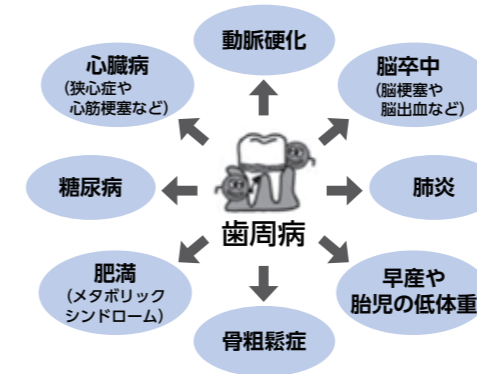 動脈硬化
心臓病
(狭心症や
心筋梗塞など)
脳卒中
(脳梗塞や
脳出血など)
糖尿病
歯周病
肺炎
肥満
(メタボリック
シンドローム)
骨粗鬆症
早産や
胎児の低体重